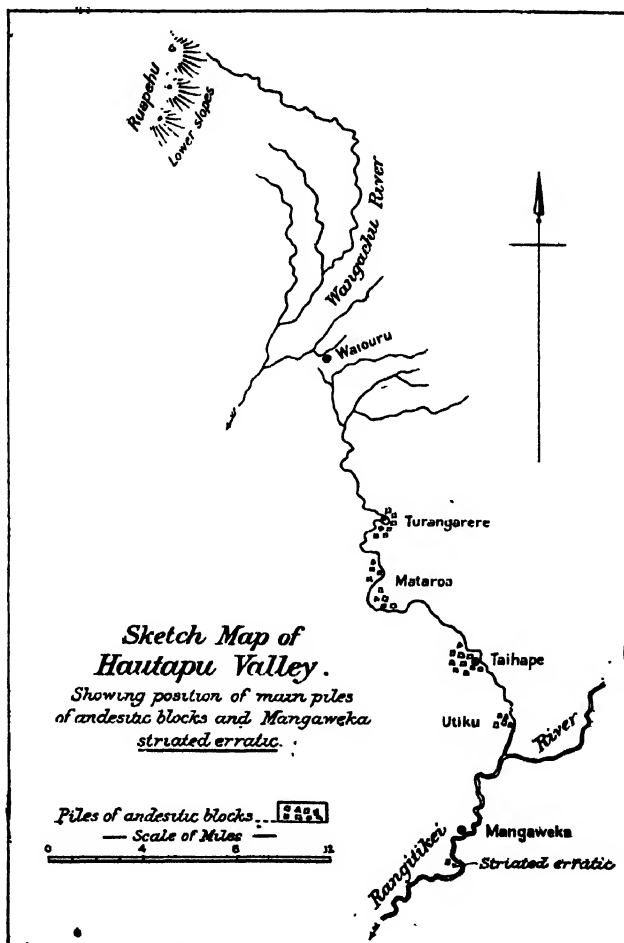 Ruapehu
Lower slopes
Wangaehu River
Waiouru
Turangarere
Mataroa
Sketch Map of
Hautapu Valley.
Showing position of main piles
of andesitic blocks and Mangaweka
striated erratic.
Taihape
Utiku
River
Piles of andesitic blocks
Scale of Miles
0 4 8 12
Mangaweka
Striated erratic
Rangitikei